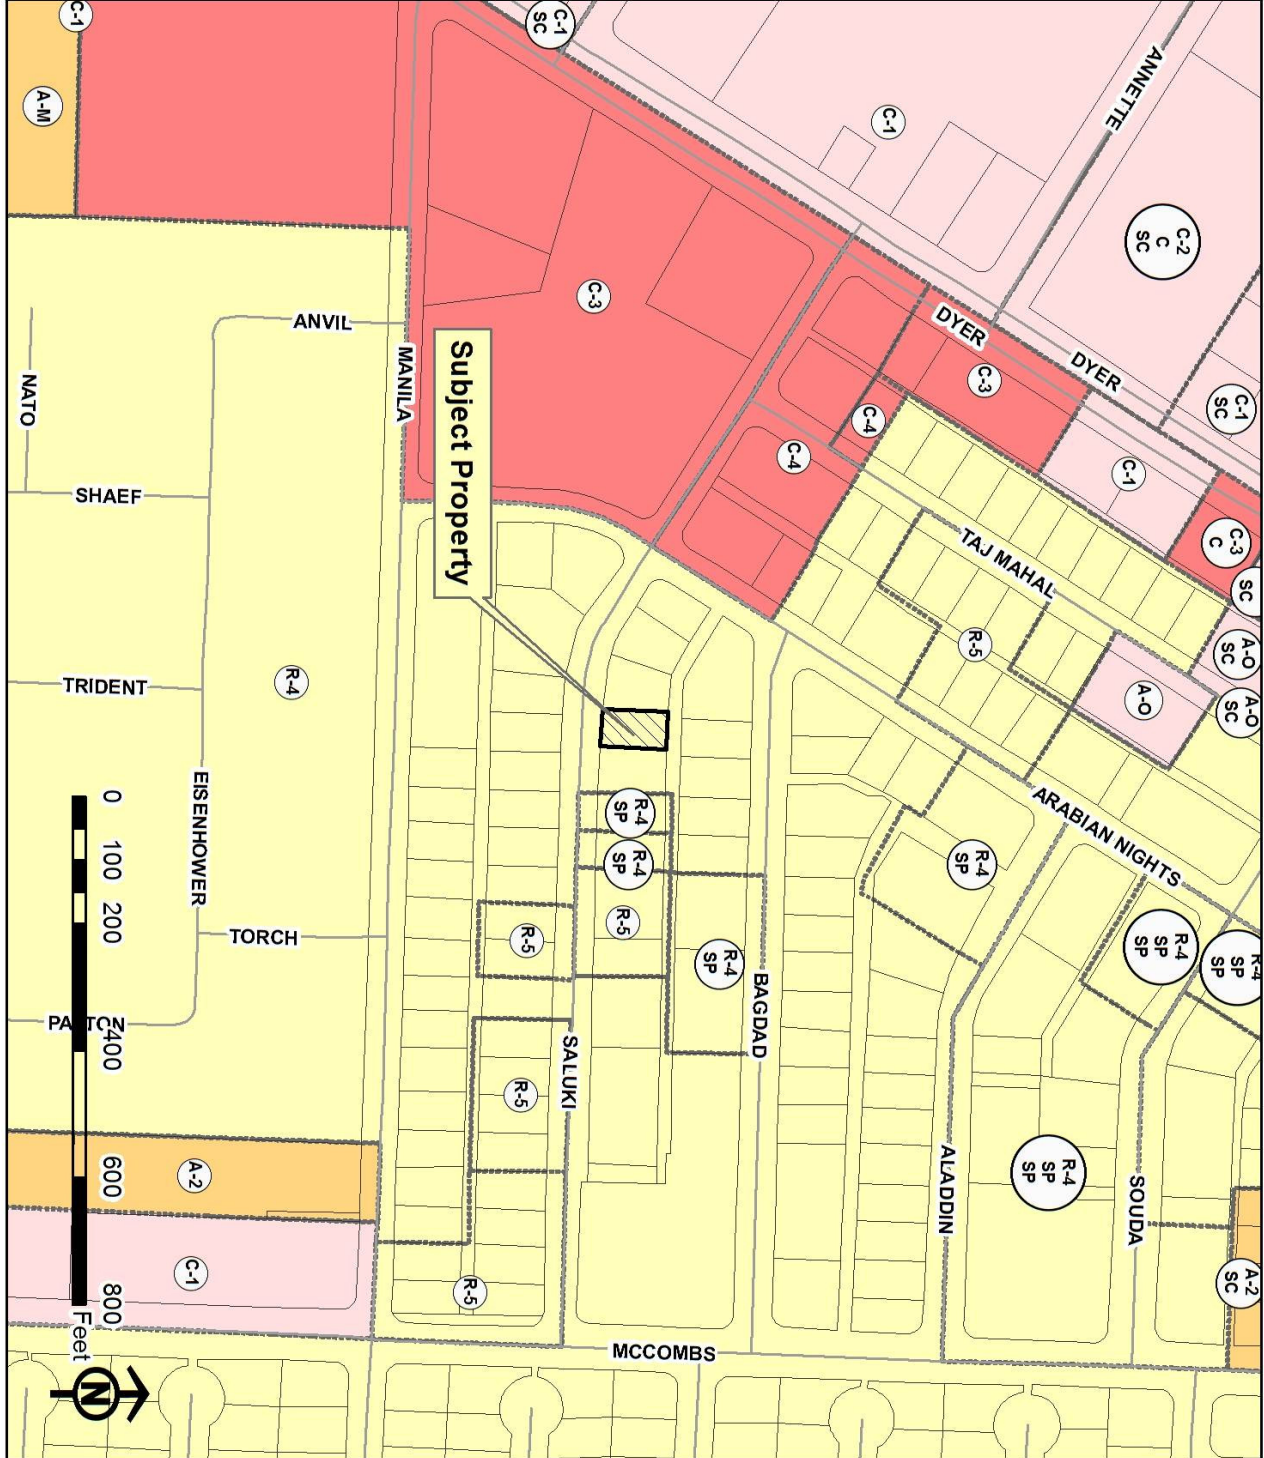 C-1
C-1
SC
ANNETTE
A-M
C-1
C-2
C
SC
C-3
ANVIL
DYER
DYER
C-3
C-1
SC
NATO
MANILA
Subject Property
C-4
C-4
C-1
SHAEF
C-3
C
SC
TAJ MAHAL
R-5
A-O
SC
A-O
SC
A-O
TRIDENT
R-4
EISENHOWER
R-4
SP
R-4
SP
R-4
SP
ARABIAN NIGHTS
R-5
R-5
R-4
SP
R-4
SP
SP
R-4
SP
SP
TORCH
BAGDAD
SALUKI
R-5
A-2
R-4
SP
SP
ALADDIN
SOUDA
C-1
R-5
A-2
SC
MCCOMBS
0
100
200
400
600
800
Feet
N